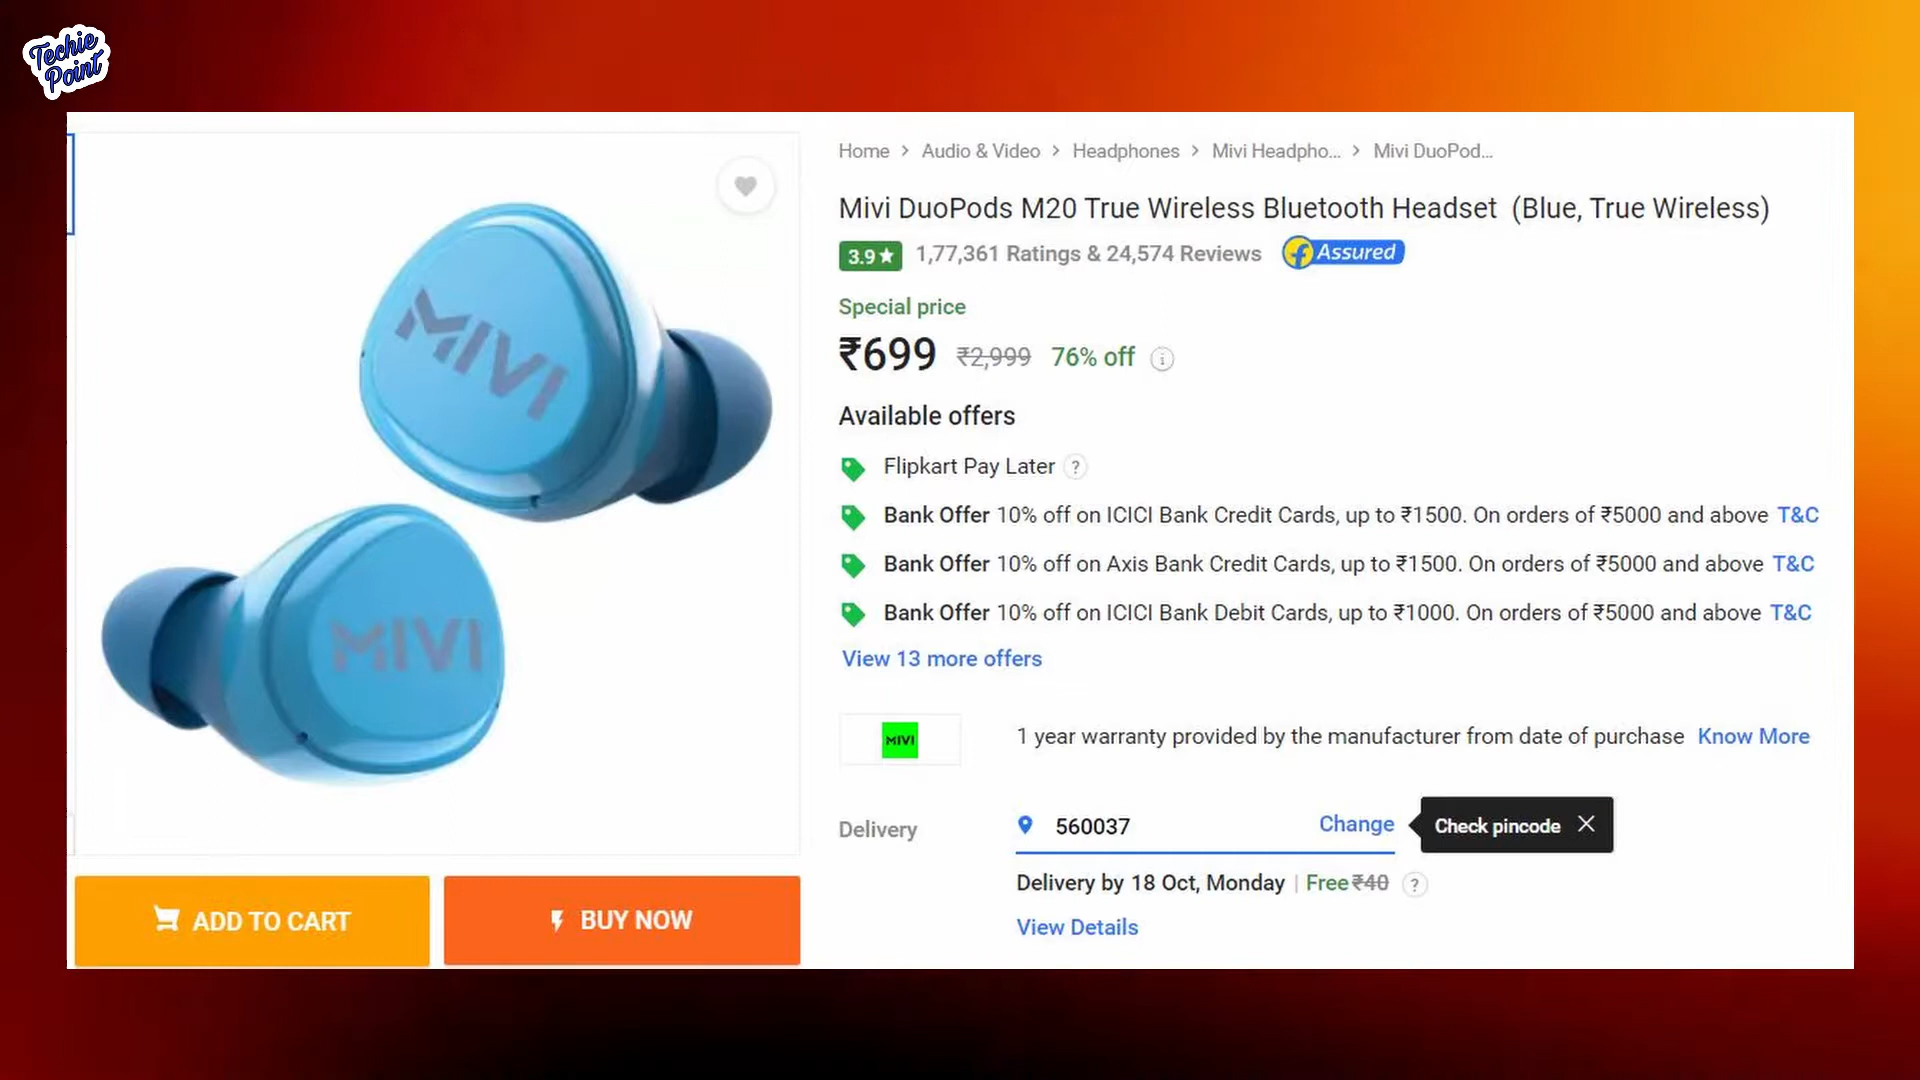 Techie
Point
Home > Audio & Video > Headphones > Mivi Headpho... > Mivi DuoPod...
Mivi DuoPods M20 True Wireless Bluetooth Headset (Blue, True Wireless)
3.9★ 1,77,361 Ratings & 24,574 Reviews f Assured
Special price
₹699 ₹2,999 76% off i
Available offers
Flipkart Pay Later ?
Bank Offer 10% off on ICICI Bank Credit Cards, up to ₹1500. On orders of ₹5000 and above T&C
Bank Offer 10% off on Axis Bank Credit Cards, up to ₹1500. On orders of ₹5000 and above T&C
Bank Offer 10% off on ICICI Bank Debit Cards, up to ₹1000. On orders of ₹5000 and above T&C
View 13 more offers
MIVI
MIVI
MIVI 1 year warranty provided by the manufacturer from date of purchase Know More
Delivery 560037 Change Check pincode ✕
Delivery by 18 Oct, Monday | Free ₹40 ?
View Details
ADD TO CART BUY NOW